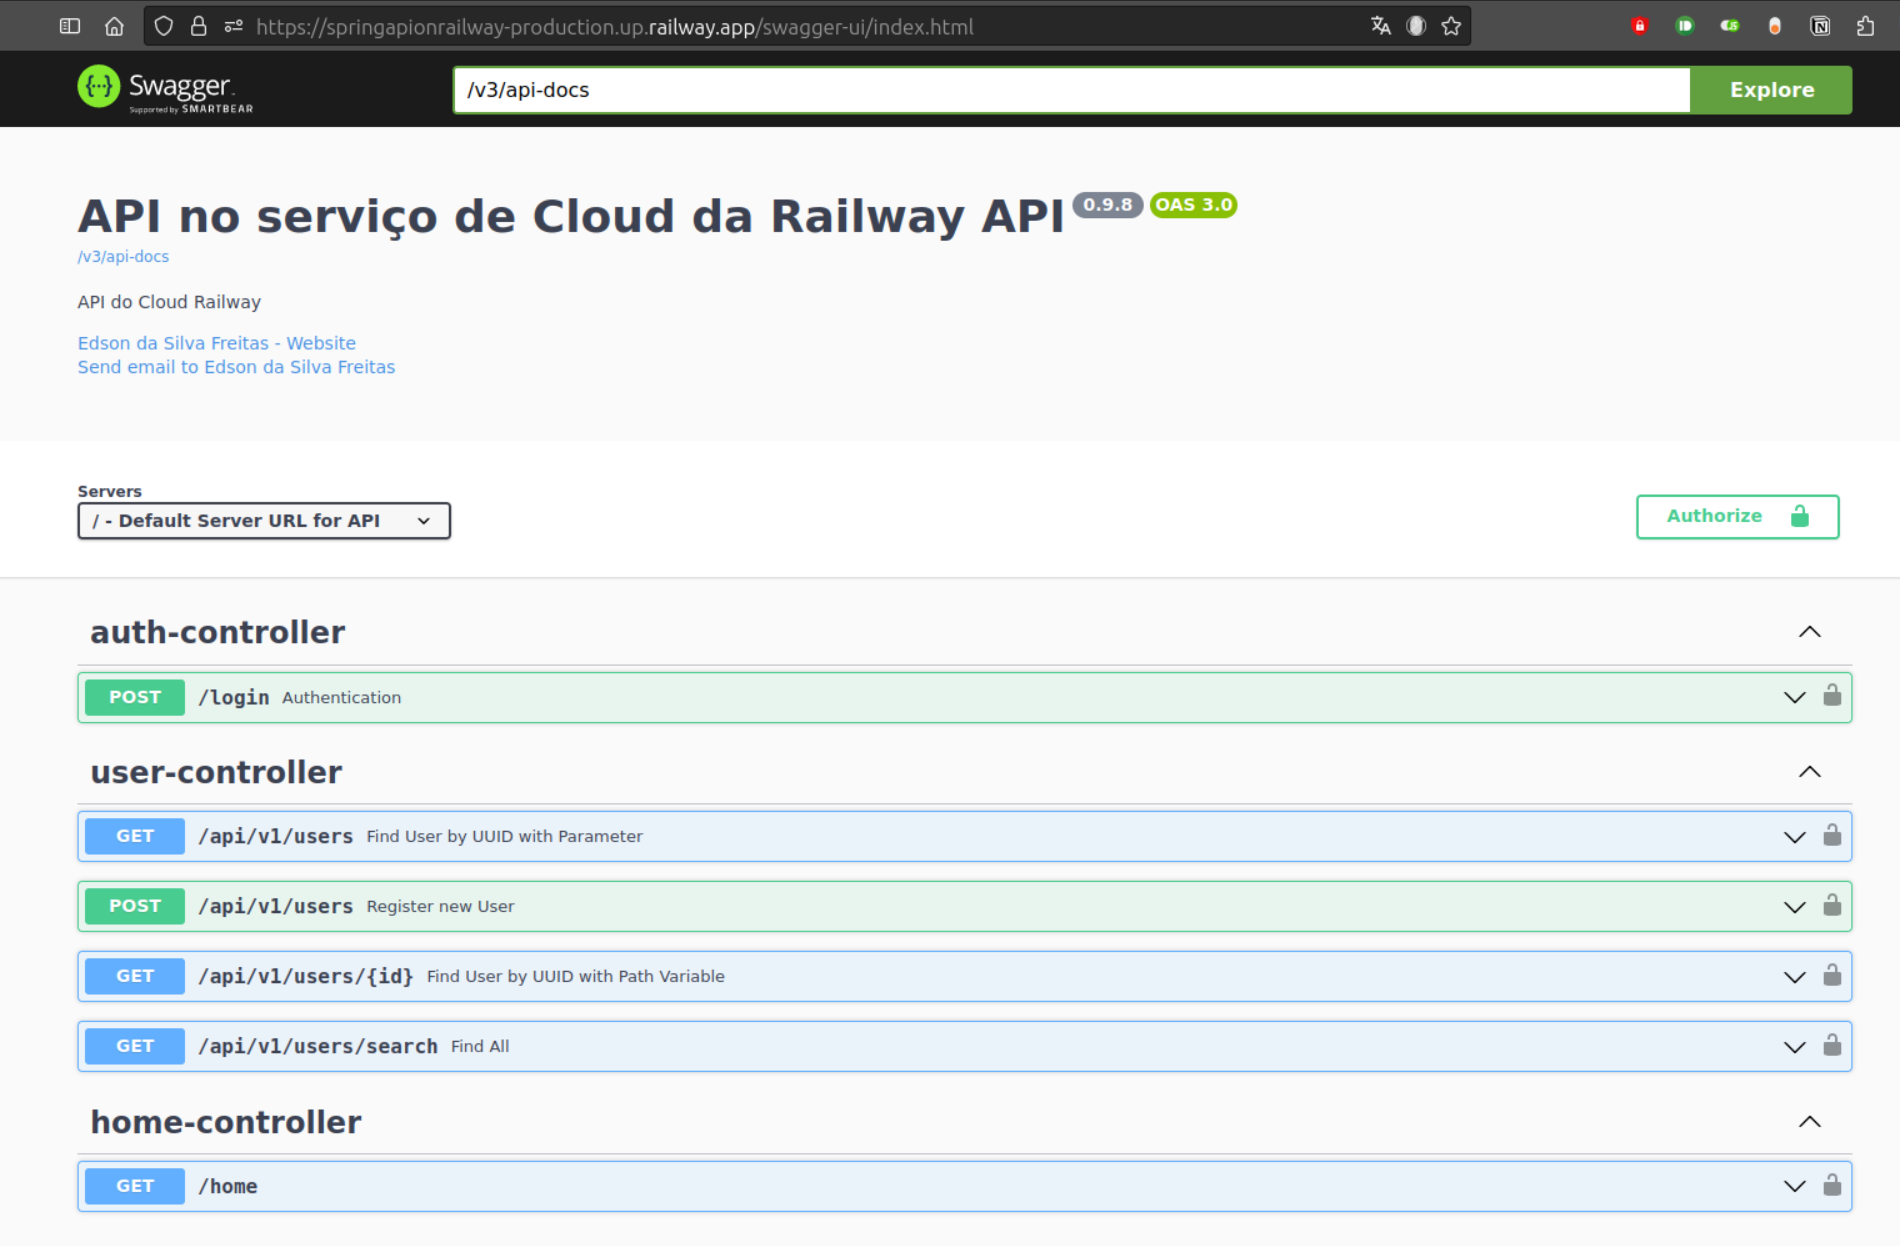 https://springapionrailway-production.up.railway.app/swagger-ui/index.html
Swagger.
Supported by SMARTBEAR
/v3/api-docs
Explore
API no serviço de Cloud da Railway API 0.9.8 OAS 3.0
/v3/api-docs
API do Cloud Railway
Edson da Silva Freitas - Website
Send email to Edson da Silva Freitas
Servers
/ - Default Server URL for API
Authorize
auth-controller
POST /login Authentication
user-controller
GET /api/v1/users Find User by UUID with Parameter
POST /api/v1/users Register new User
GET /api/v1/users/{id} Find User by UUID with Path Variable
GET /api/v1/users/search Find All
home-controller
GET /home